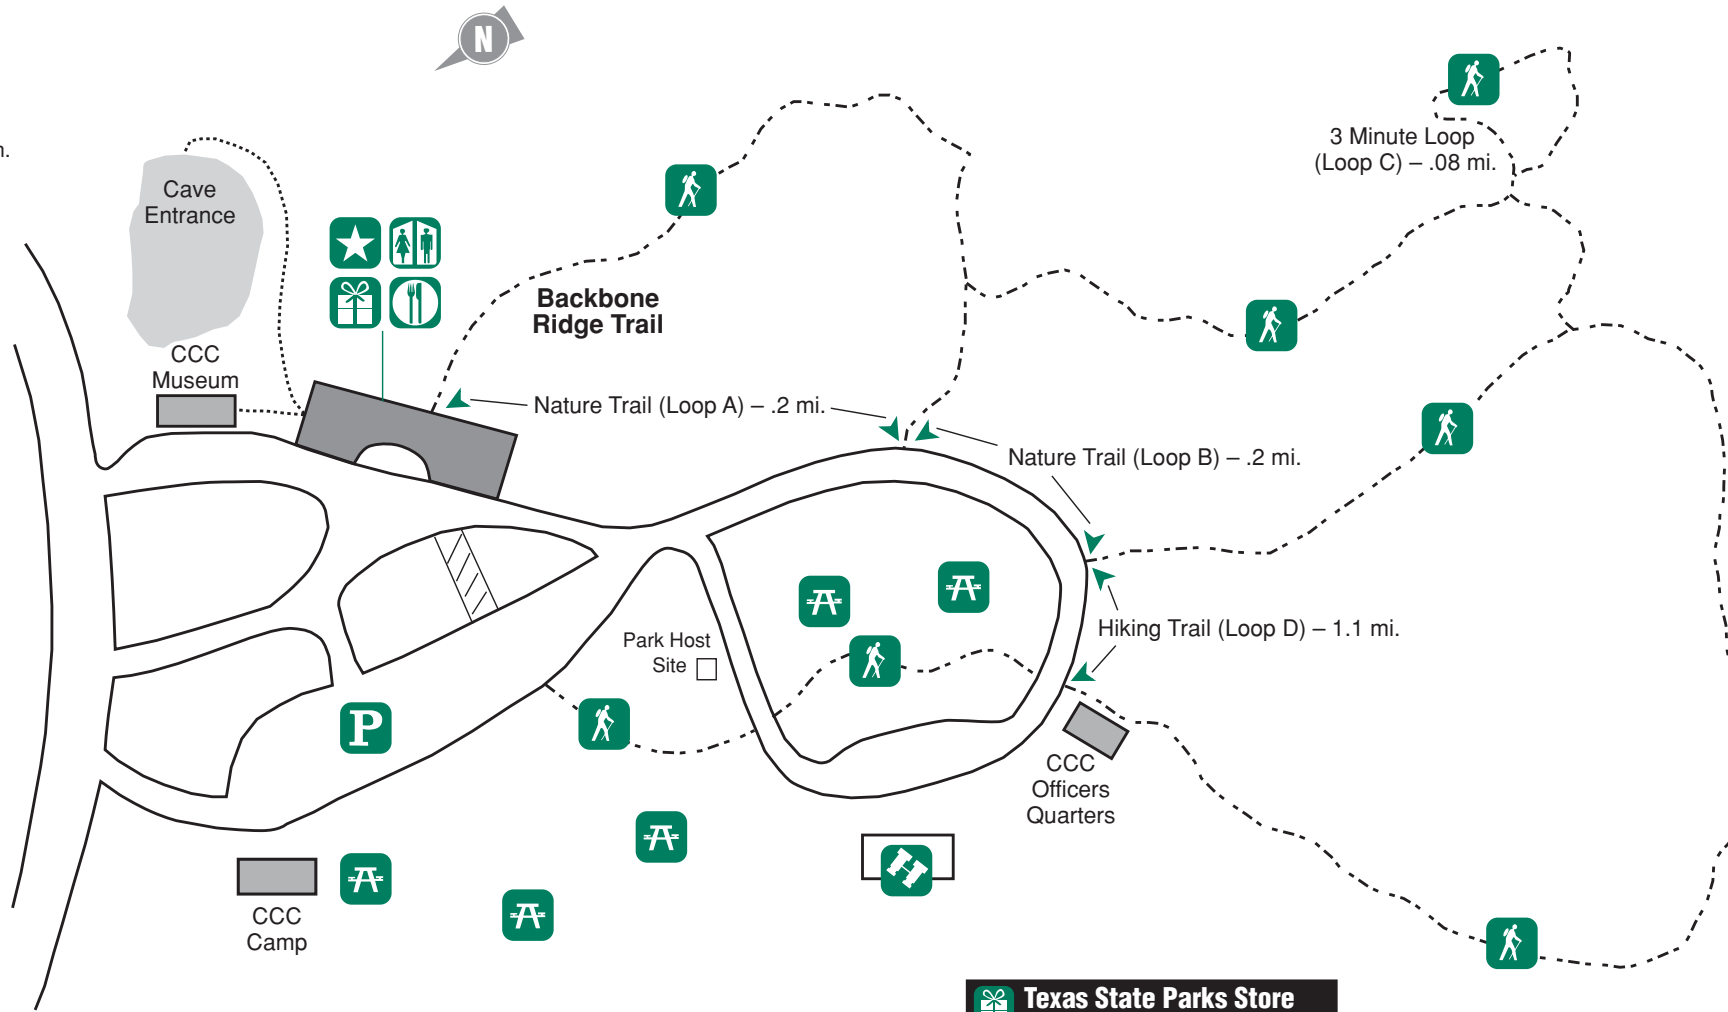 N
3 Minute Loop
(Loop C) – .08 mi.
Cave
Entrance
Backbone
Ridge Trail
CCC
Museum
Nature Trail (Loop A) – .2 mi.
Nature Trail (Loop B) – .2 mi.
Hiking Trail (Loop D) – 1.1 mi.
Park Host
Site
P
CCC
Officers
Quarters
CCC
Camp
Texas State Parks Store